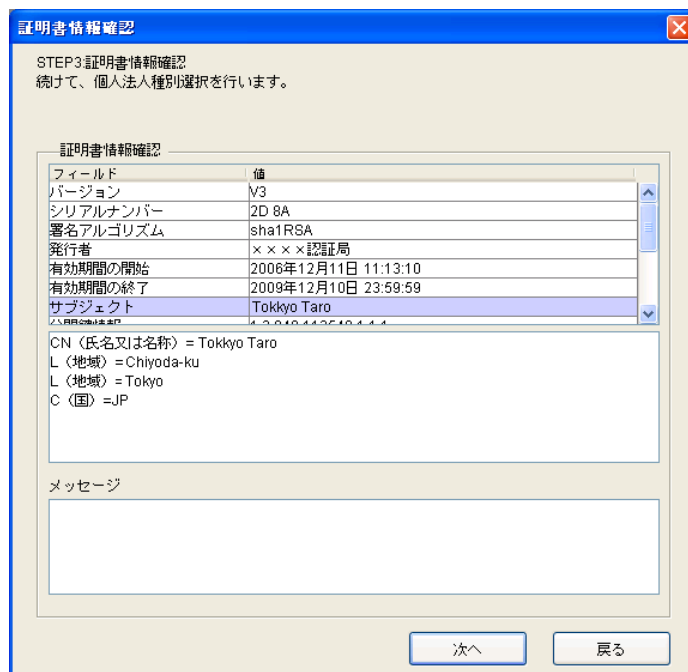 証明書情報確認
STEP3:証明書情報確認
続けて、個人法人種別選択を行います。
証明書情報確認
フィールド 値
バージョン V3
シリアルナンバー 2D 8A
署名アルゴリズム sha1RSA
発行者 ××××認証局
有効期間の開始 2006年12月11日 11:13:10
有効期間の終了 2009年12月10日 23:59:59
サブジェクト Tokkyo Taro
CN（氏名又は名称）= Tokkyo Taro
L（地域）=Chiyoda-ku
L（地域）=Tokyo
C（国）=JP
メッセージ
次へ 戻る